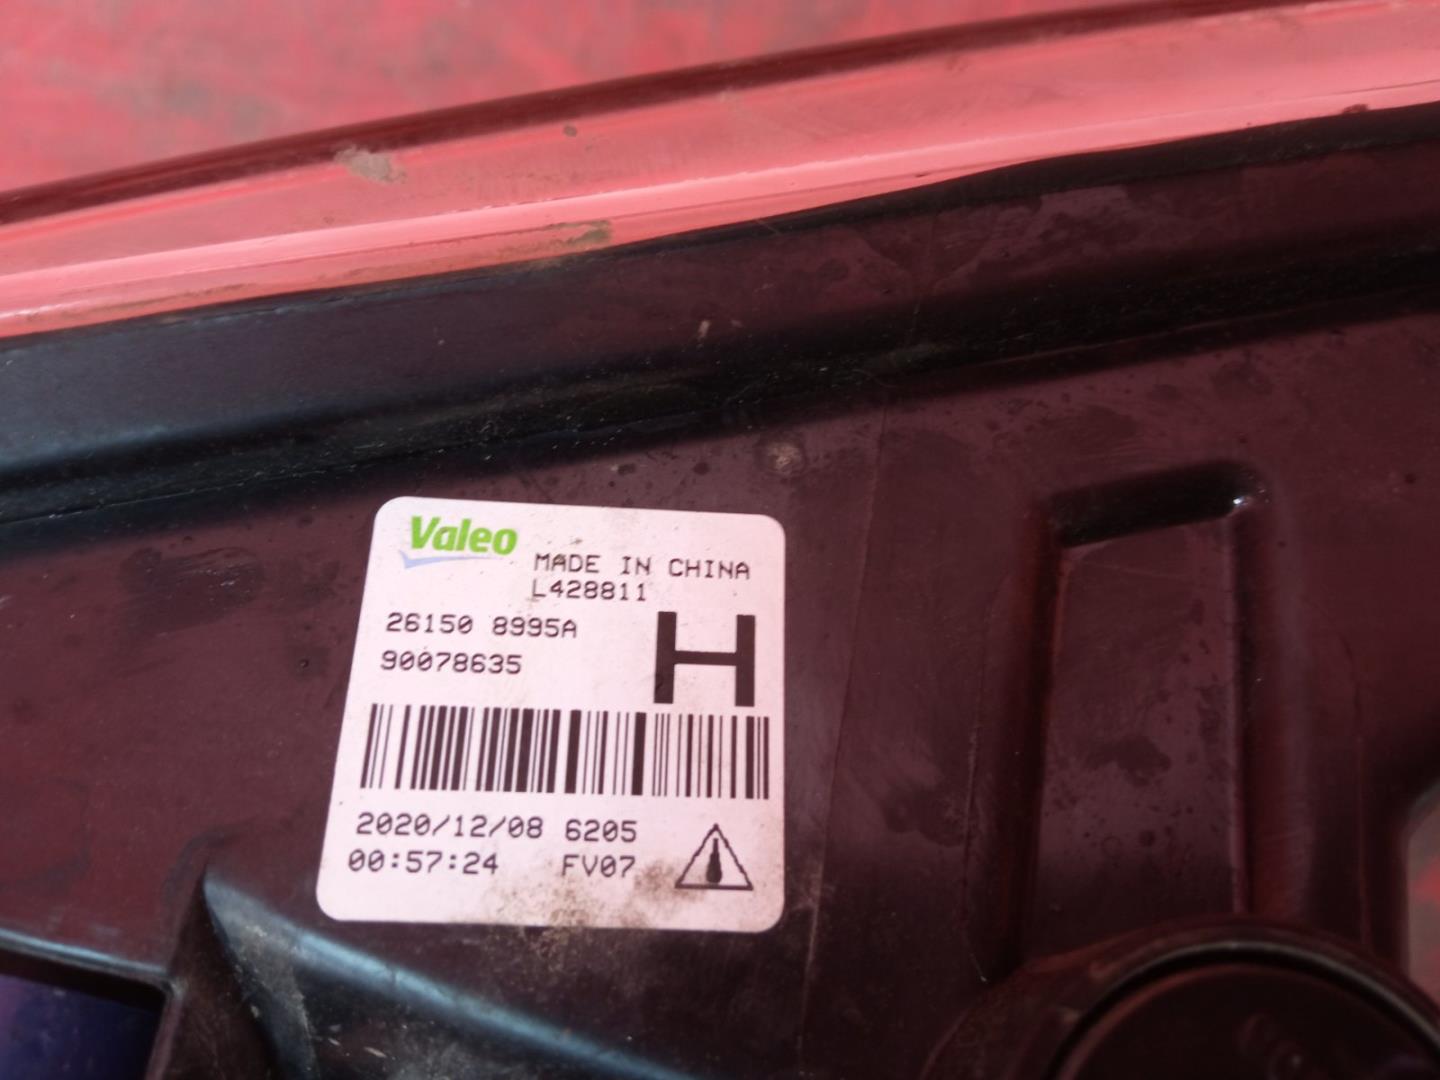 Valeo
MADE IN CHINA
L428811
26150 8995A
H
90078635
2020/12/08 6205
00:57:24 FV07